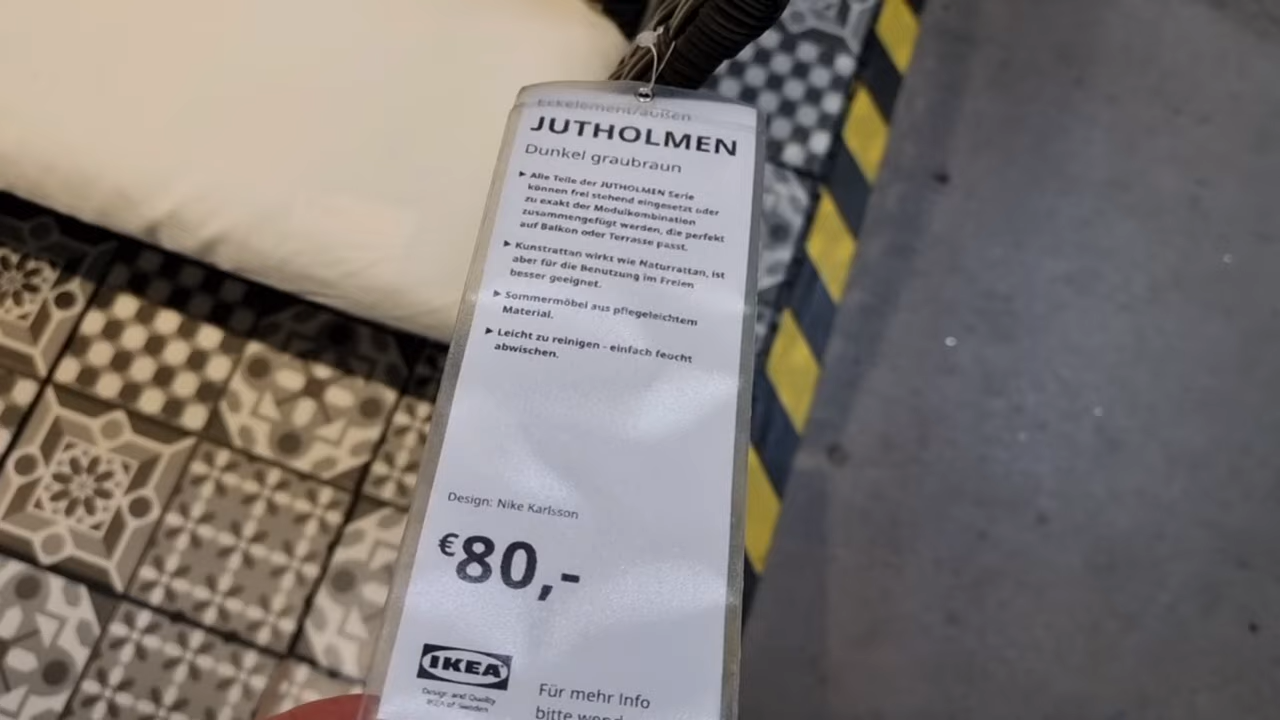 Eckelement/außen
JUTHOLMEN
Dunkel graubraun
▶ Alle Teile der JUTHOLMEN Serie
können frei stehend eingesetzt oder
zu exakt der Modulkombination
zusammengefügt werden, die perfekt
auf Balkon oder Terrasse passt.
▶ Kunstrattan wirkt wie Naturrattan, ist
aber für die Benutzung im Freien
besser geeignet.
▶ Sommermöbel aus pflegeleichtem
Material.
▶ Leicht zu reinigen - einfach feucht
abwischen.
Design: Nike Karlsson
€80,-
IKEA
Design and Quality
IKEA of Sweden
Für mehr Info
bitte wend